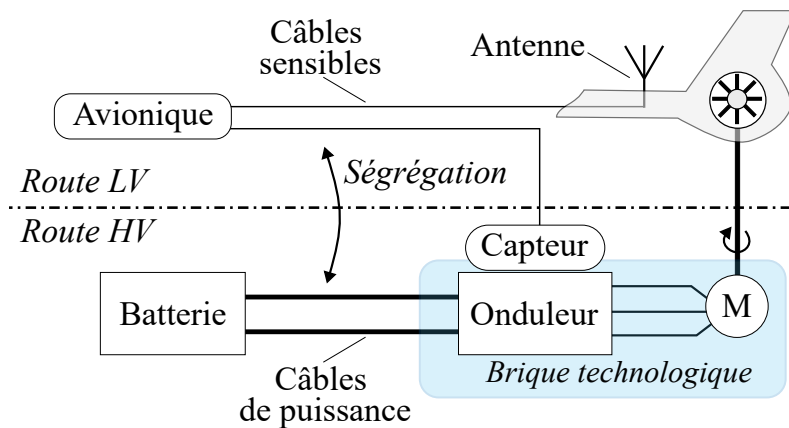 Câbles
sensibles
Antenne
Avionique
Ségrégation
Route LV
Route HV
Capteur
Batterie
Onduleur
M
Brique technologique
Câbles
de puissance